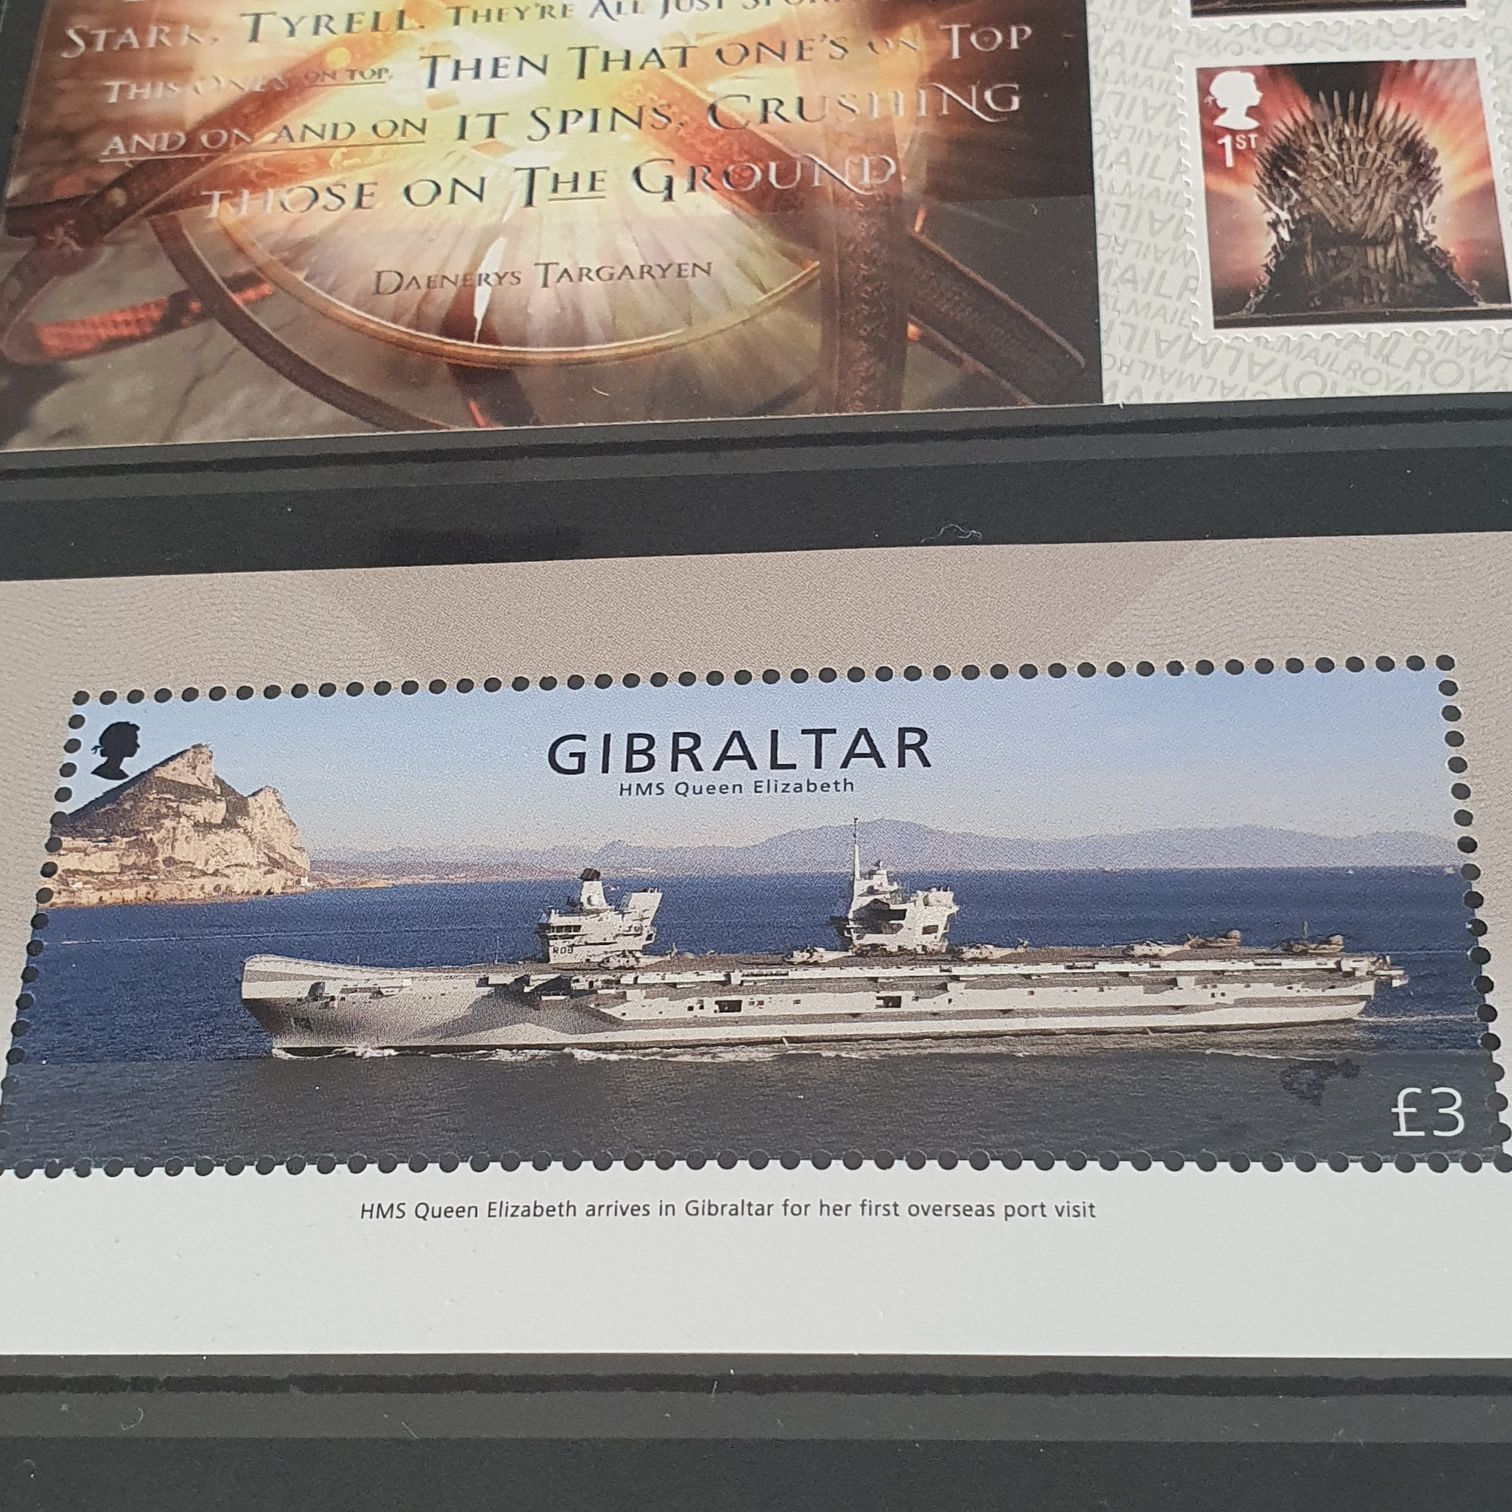 STARK, TYRELL. THEY'RE ALL JUST
THIS ONE'S ON TOP, THEN THAT ONE'S ON TOP
AND ON AND ON IT SPINS, CRUSHING
THOSE ON THE GROUND.
DAENERYS TARGARYEN
1ST
GIBRALTAR
HMS Queen Elizabeth
R08
£3
HMS Queen Elizabeth arrives in Gibraltar for her first overseas port visit